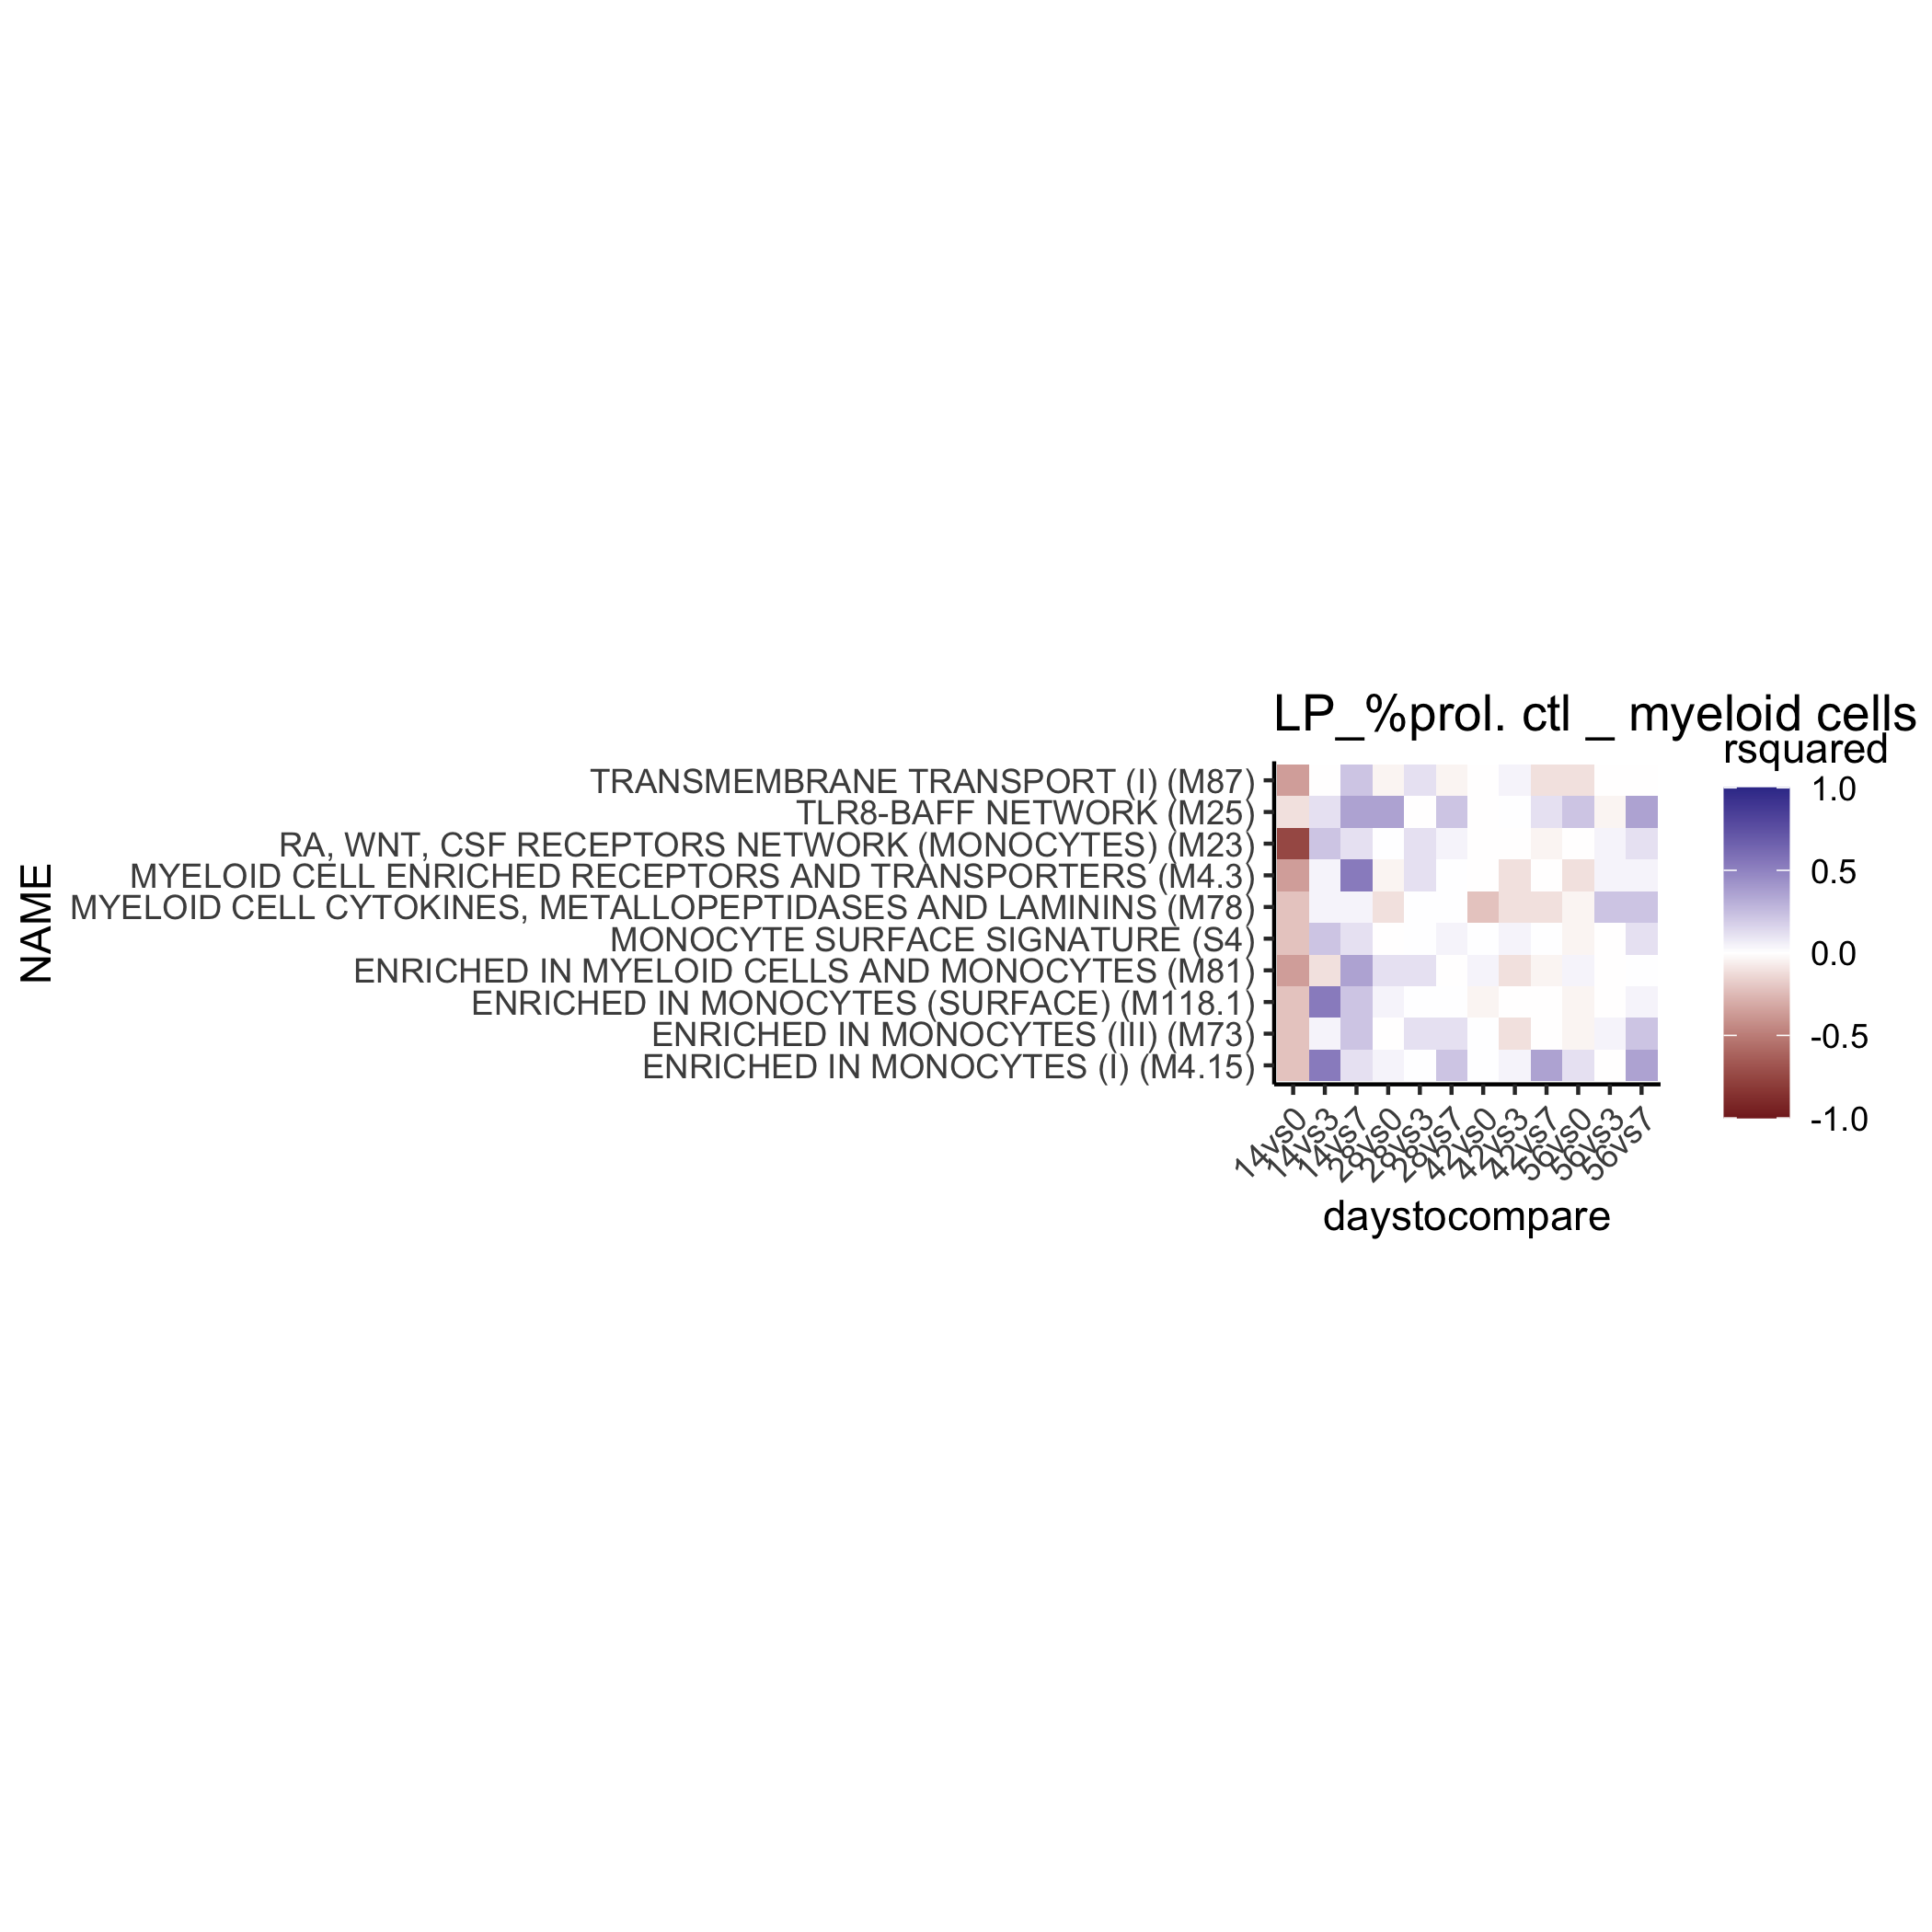 LP_%prol. ctl _ myeloid cells
rsquared
1.0
0.5
0.0
-0.5
-1.0
NAME
TRANSMEMBRANE TRANSPORT (I) (M87)
TLR8-BAFF NETWORK (M25)
RA, WNT, CSF RECEPTORS NETWORK (MONOCYTES) (M23)
MYELOID CELL ENRICHED RECEPTORS AND TRANSPORTERS (M4.3)
MYELOID CELL CYTOKINES, METALLOPEPTIDASES AND LAMININS (M78)
MONOCYTE SURFACE SIGNATURE (S4)
ENRICHED IN MYELOID CELLS AND MONOCYTES (M81)
ENRICHED IN MONOCYTES (SURFACE) (M118.1)
ENRICHED IN MONOCYTES (III) (M73)
ENRICHED IN MONOCYTES (I) (M4.15)
14vs0
14vs3
14vs7
28vs0
28vs3
28vs7
42vs0
42vs3
42vs7
56vs0
56vs3
56vs7
daystocompare